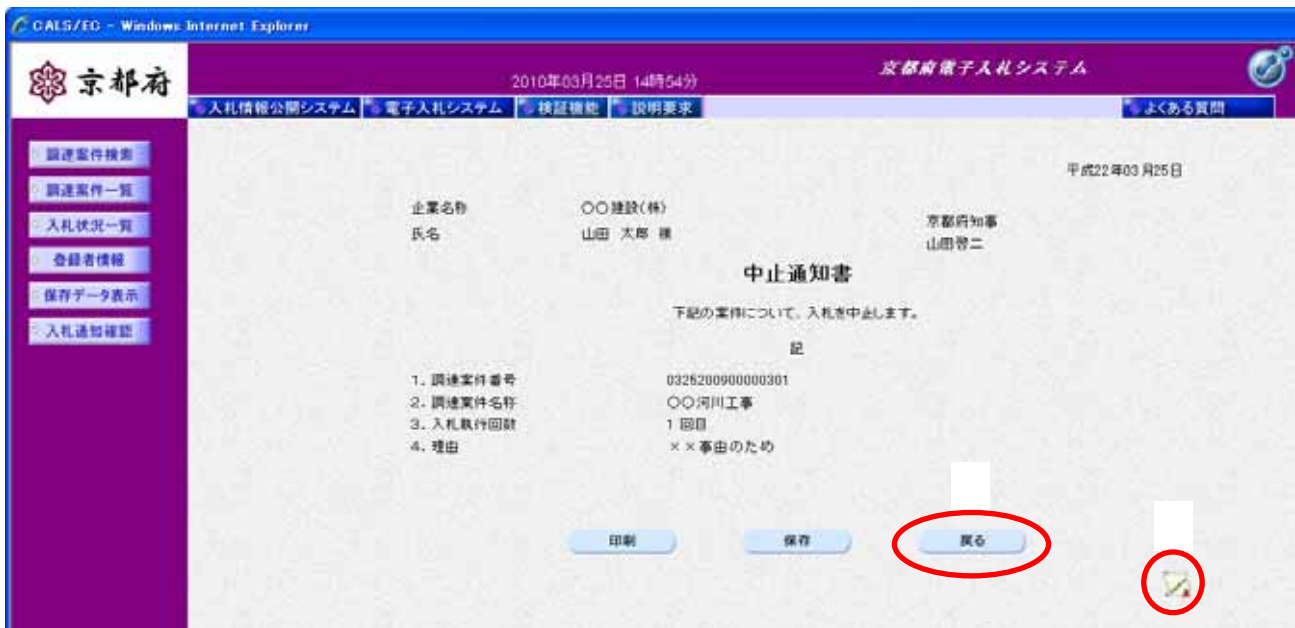 CALS/EC - Windows Internet Explorer
京都府
2010年03月25日 14時54分
京都府電子入札システム
入札情報公開システム 電子入札システム 検証機能 説明要求 よくある質問
調達案件検索
調達案件一覧
入札状況一覧
登録者情報
保存データ表示
入札通知確認
平成22年03月25日
企業名称 〇〇建設(株)
氏名 山田 太郎 様
京都府知事
山田啓二
中止通知書
下記の案件について、入札を中止します。
記
1. 調達案件番号 0325200900000301
2. 調達案件名称 〇〇河川工事
3. 入札執行回数 1 回目
4. 理由 ××事由のため
印刷 保存 戻る